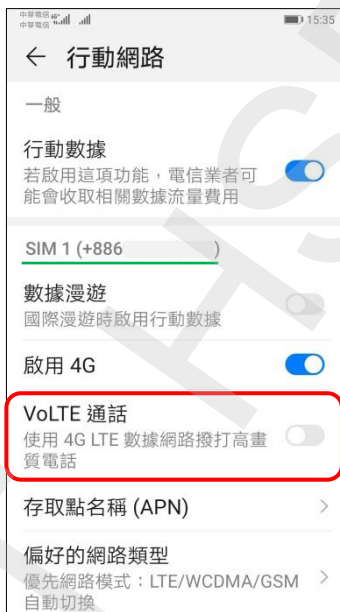 中華電信 4G+
中華電信
15:35
← 行動網路
一般
行動數據
若啟用這項功能，電信業者可
能會收取相關數據流量費用
SIM 1 (+886 )
數據漫遊
國際漫遊時啟用行動數據
啟用 4G
VoLTE 通話
使用 4G LTE 數據網路撥打高畫
質電話
存取點名稱 (APN)
偏好的網路類型
優先網路模式：LTE/WCDMA/GSM
自動切換